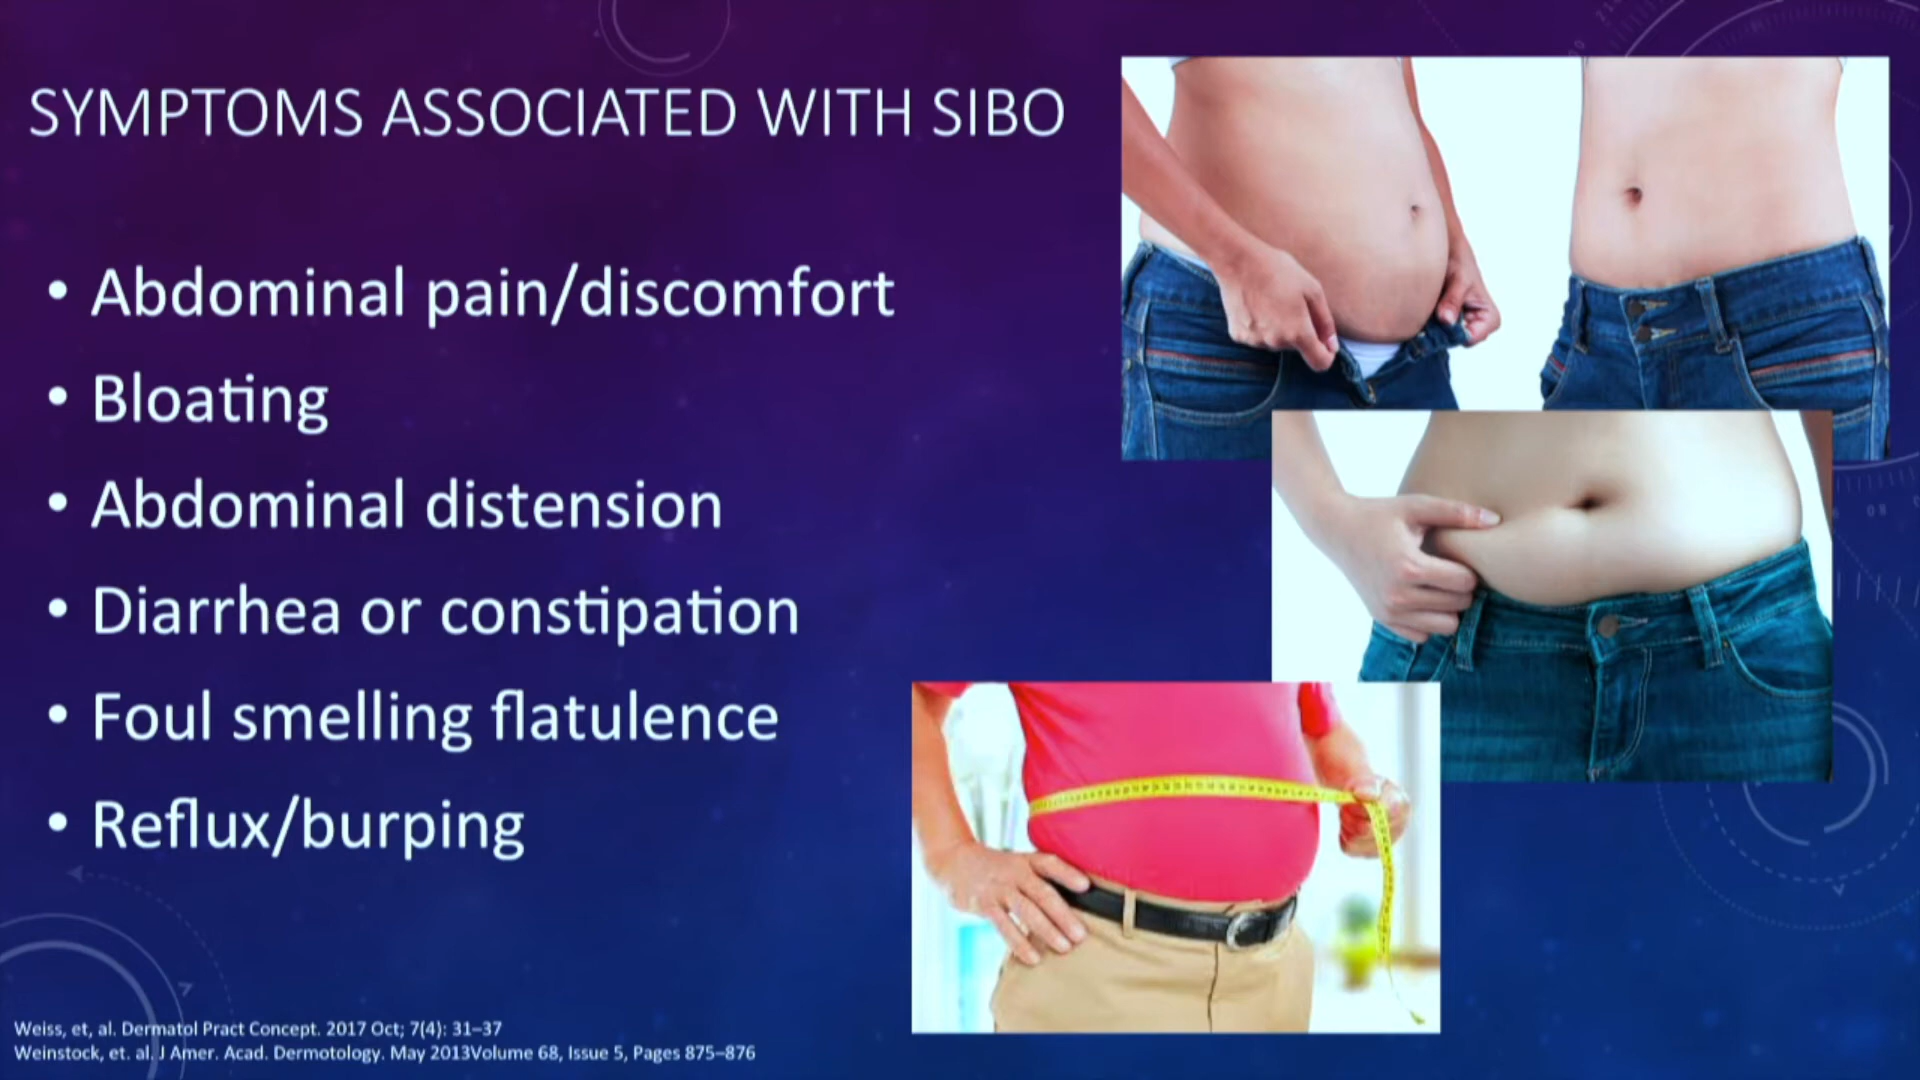 SYMPTOMS ASSOCIATED WITH SIBO
• Abdominal pain/discomfort
• Bloating
• Abdominal distension
• Diarrhea or constipation
• Foul smelling flatulence
• Reflux/burping
Weiss, et, al. Dermatol Pract Concept. 2017 Oct; 7(4): 31–37
Weinstock, et. al. J Amer. Acad. Dermotology. May 2013Volume 68, Issue 5, Pages 875–876